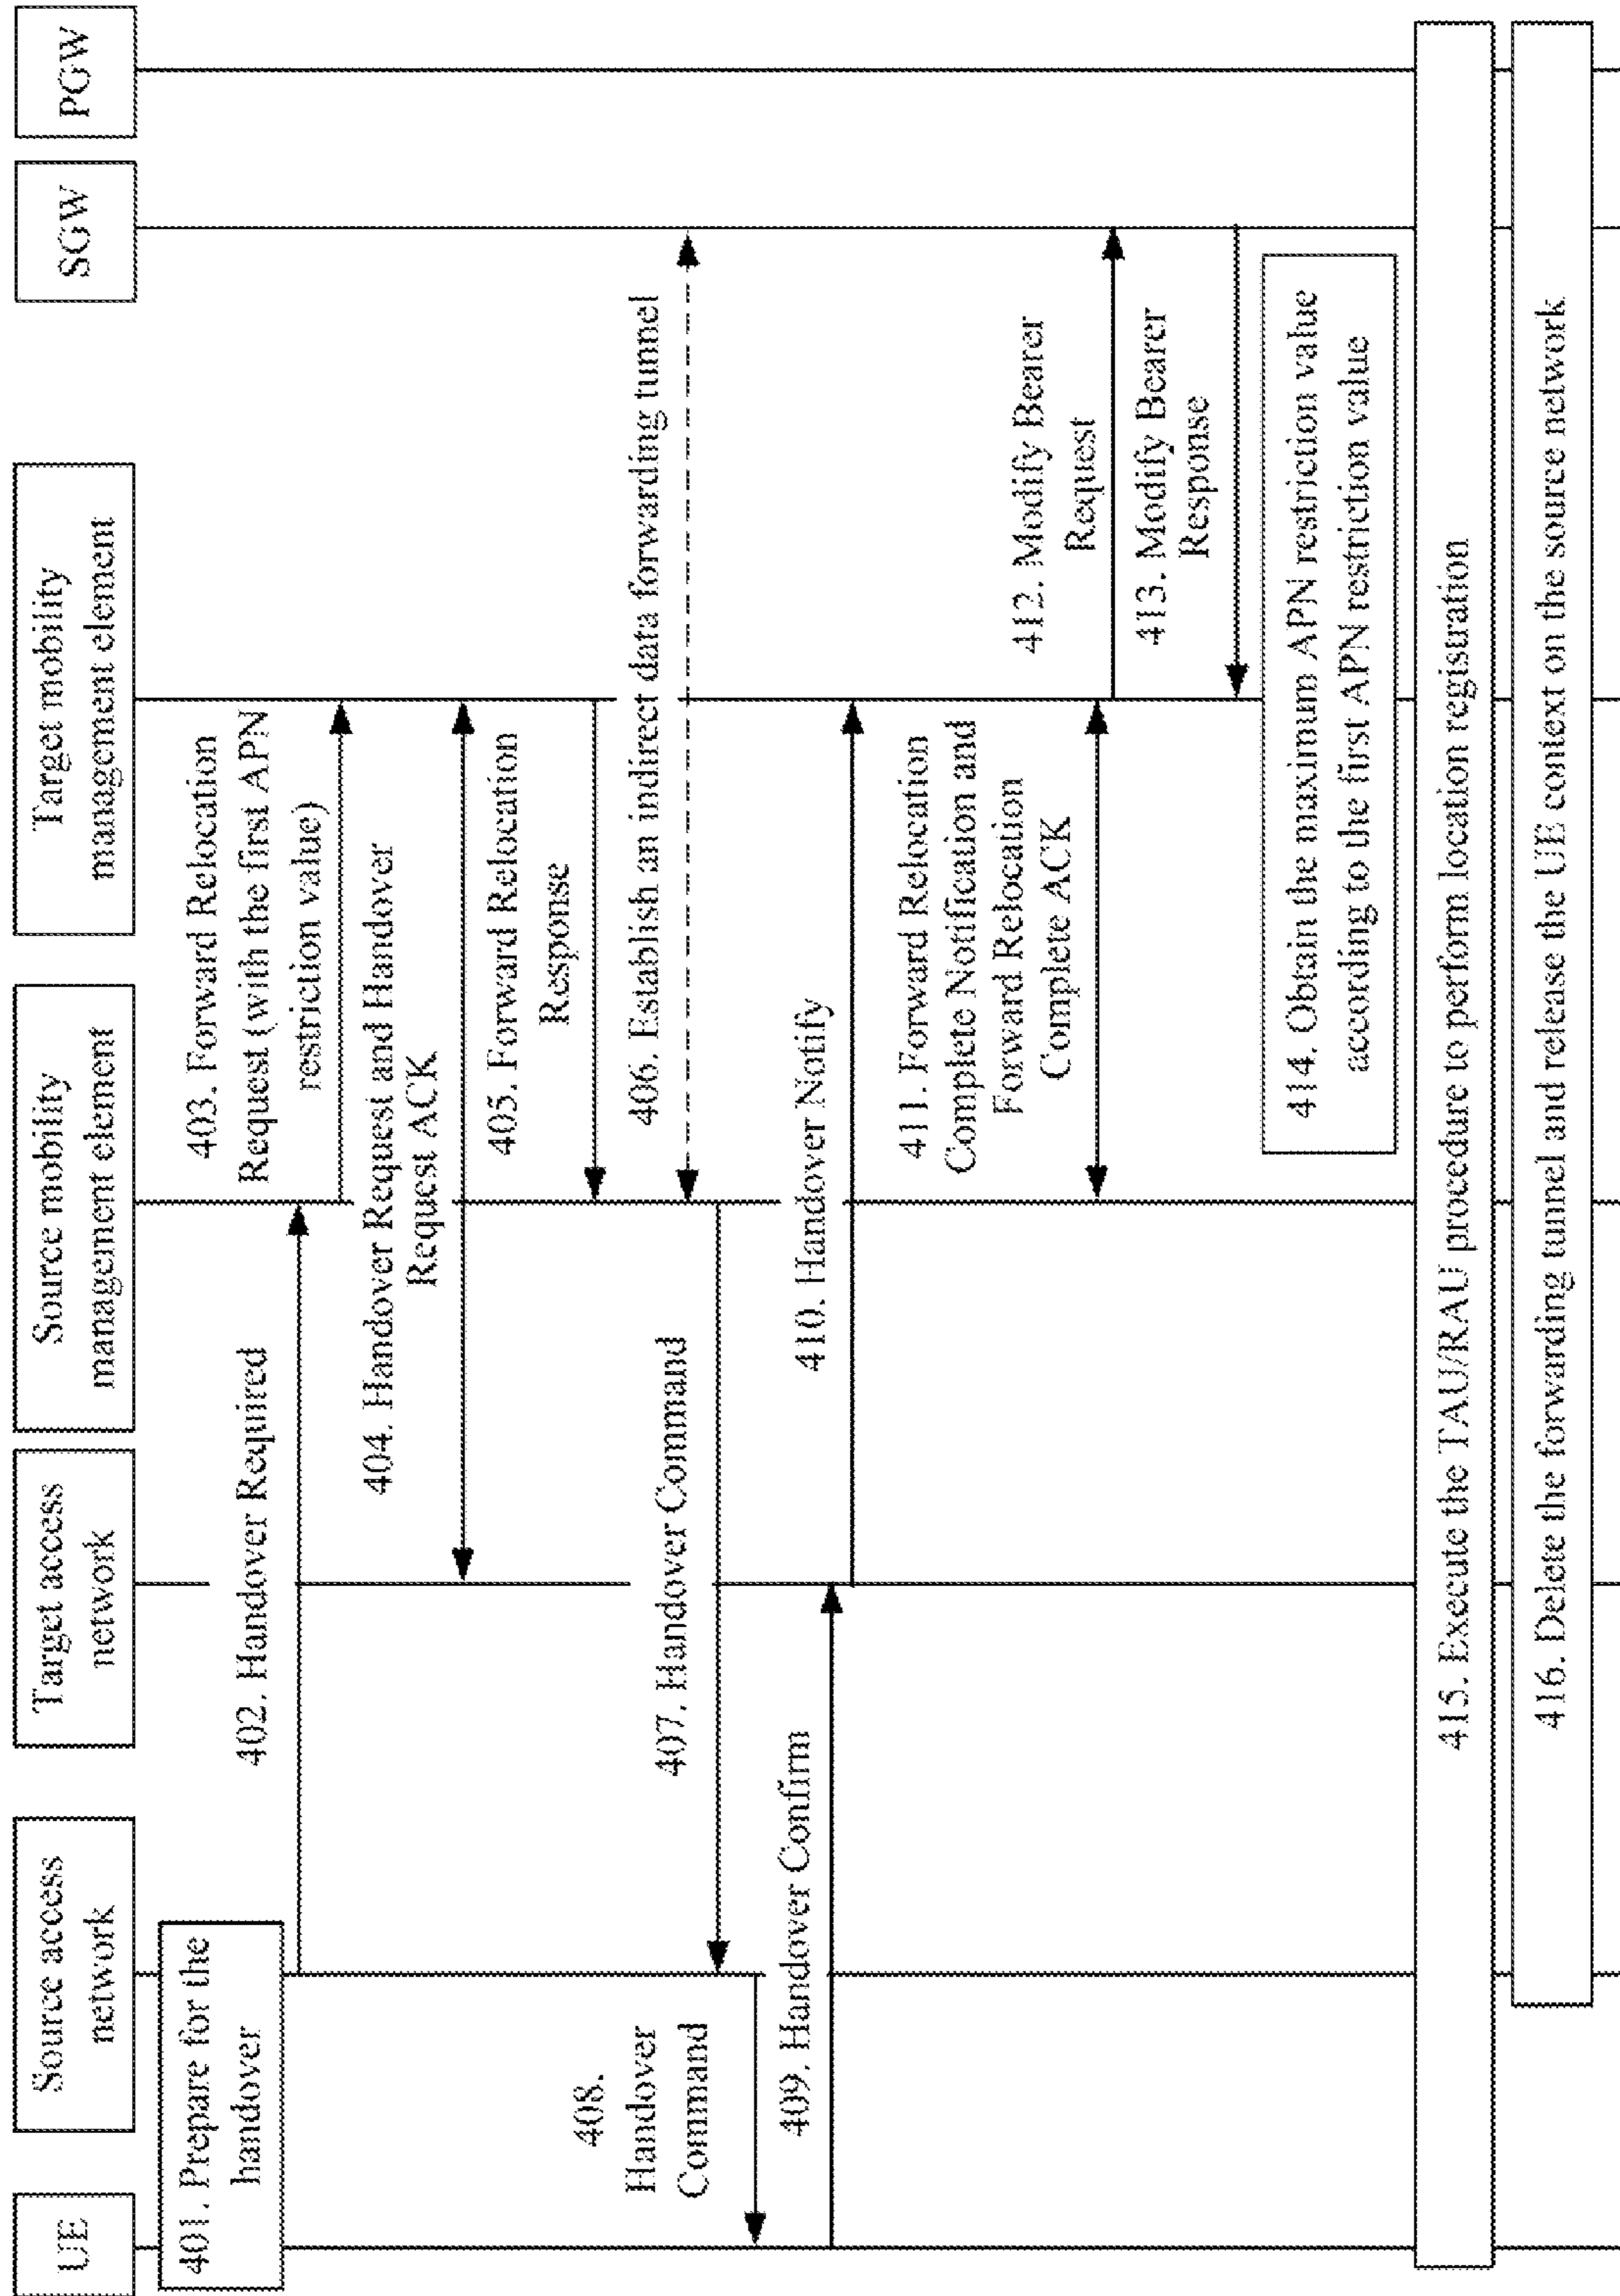 UE
Source access
network
Target access
network
Source mobility
management element
Target mobility
management element
SGW
PGW
401. Prepare for the
handover
402. Handover Required
403. Forward Relocation
Request (with the first APN
restriction value)
404. Handover Request and Handover
Request ACK
405. Forward Relocation
Response
406. Establish an indirect data forwarding tunnel
407. Handover Command
408.
Handover
Command
409. Handover Confirm
410. Handover Notify
411. Forward Relocation
Complete Notification and
Forward Relocation
Complete ACK
412. Modify Bearer
Request
413. Modify Bearer
Response
414. Obtain the maximum APN restriction value
according to the first APN restriction value
415. Execute the TAU/RAU procedure to perform location registration
416. Delete the forwarding tunnel and release the UE context on the source network